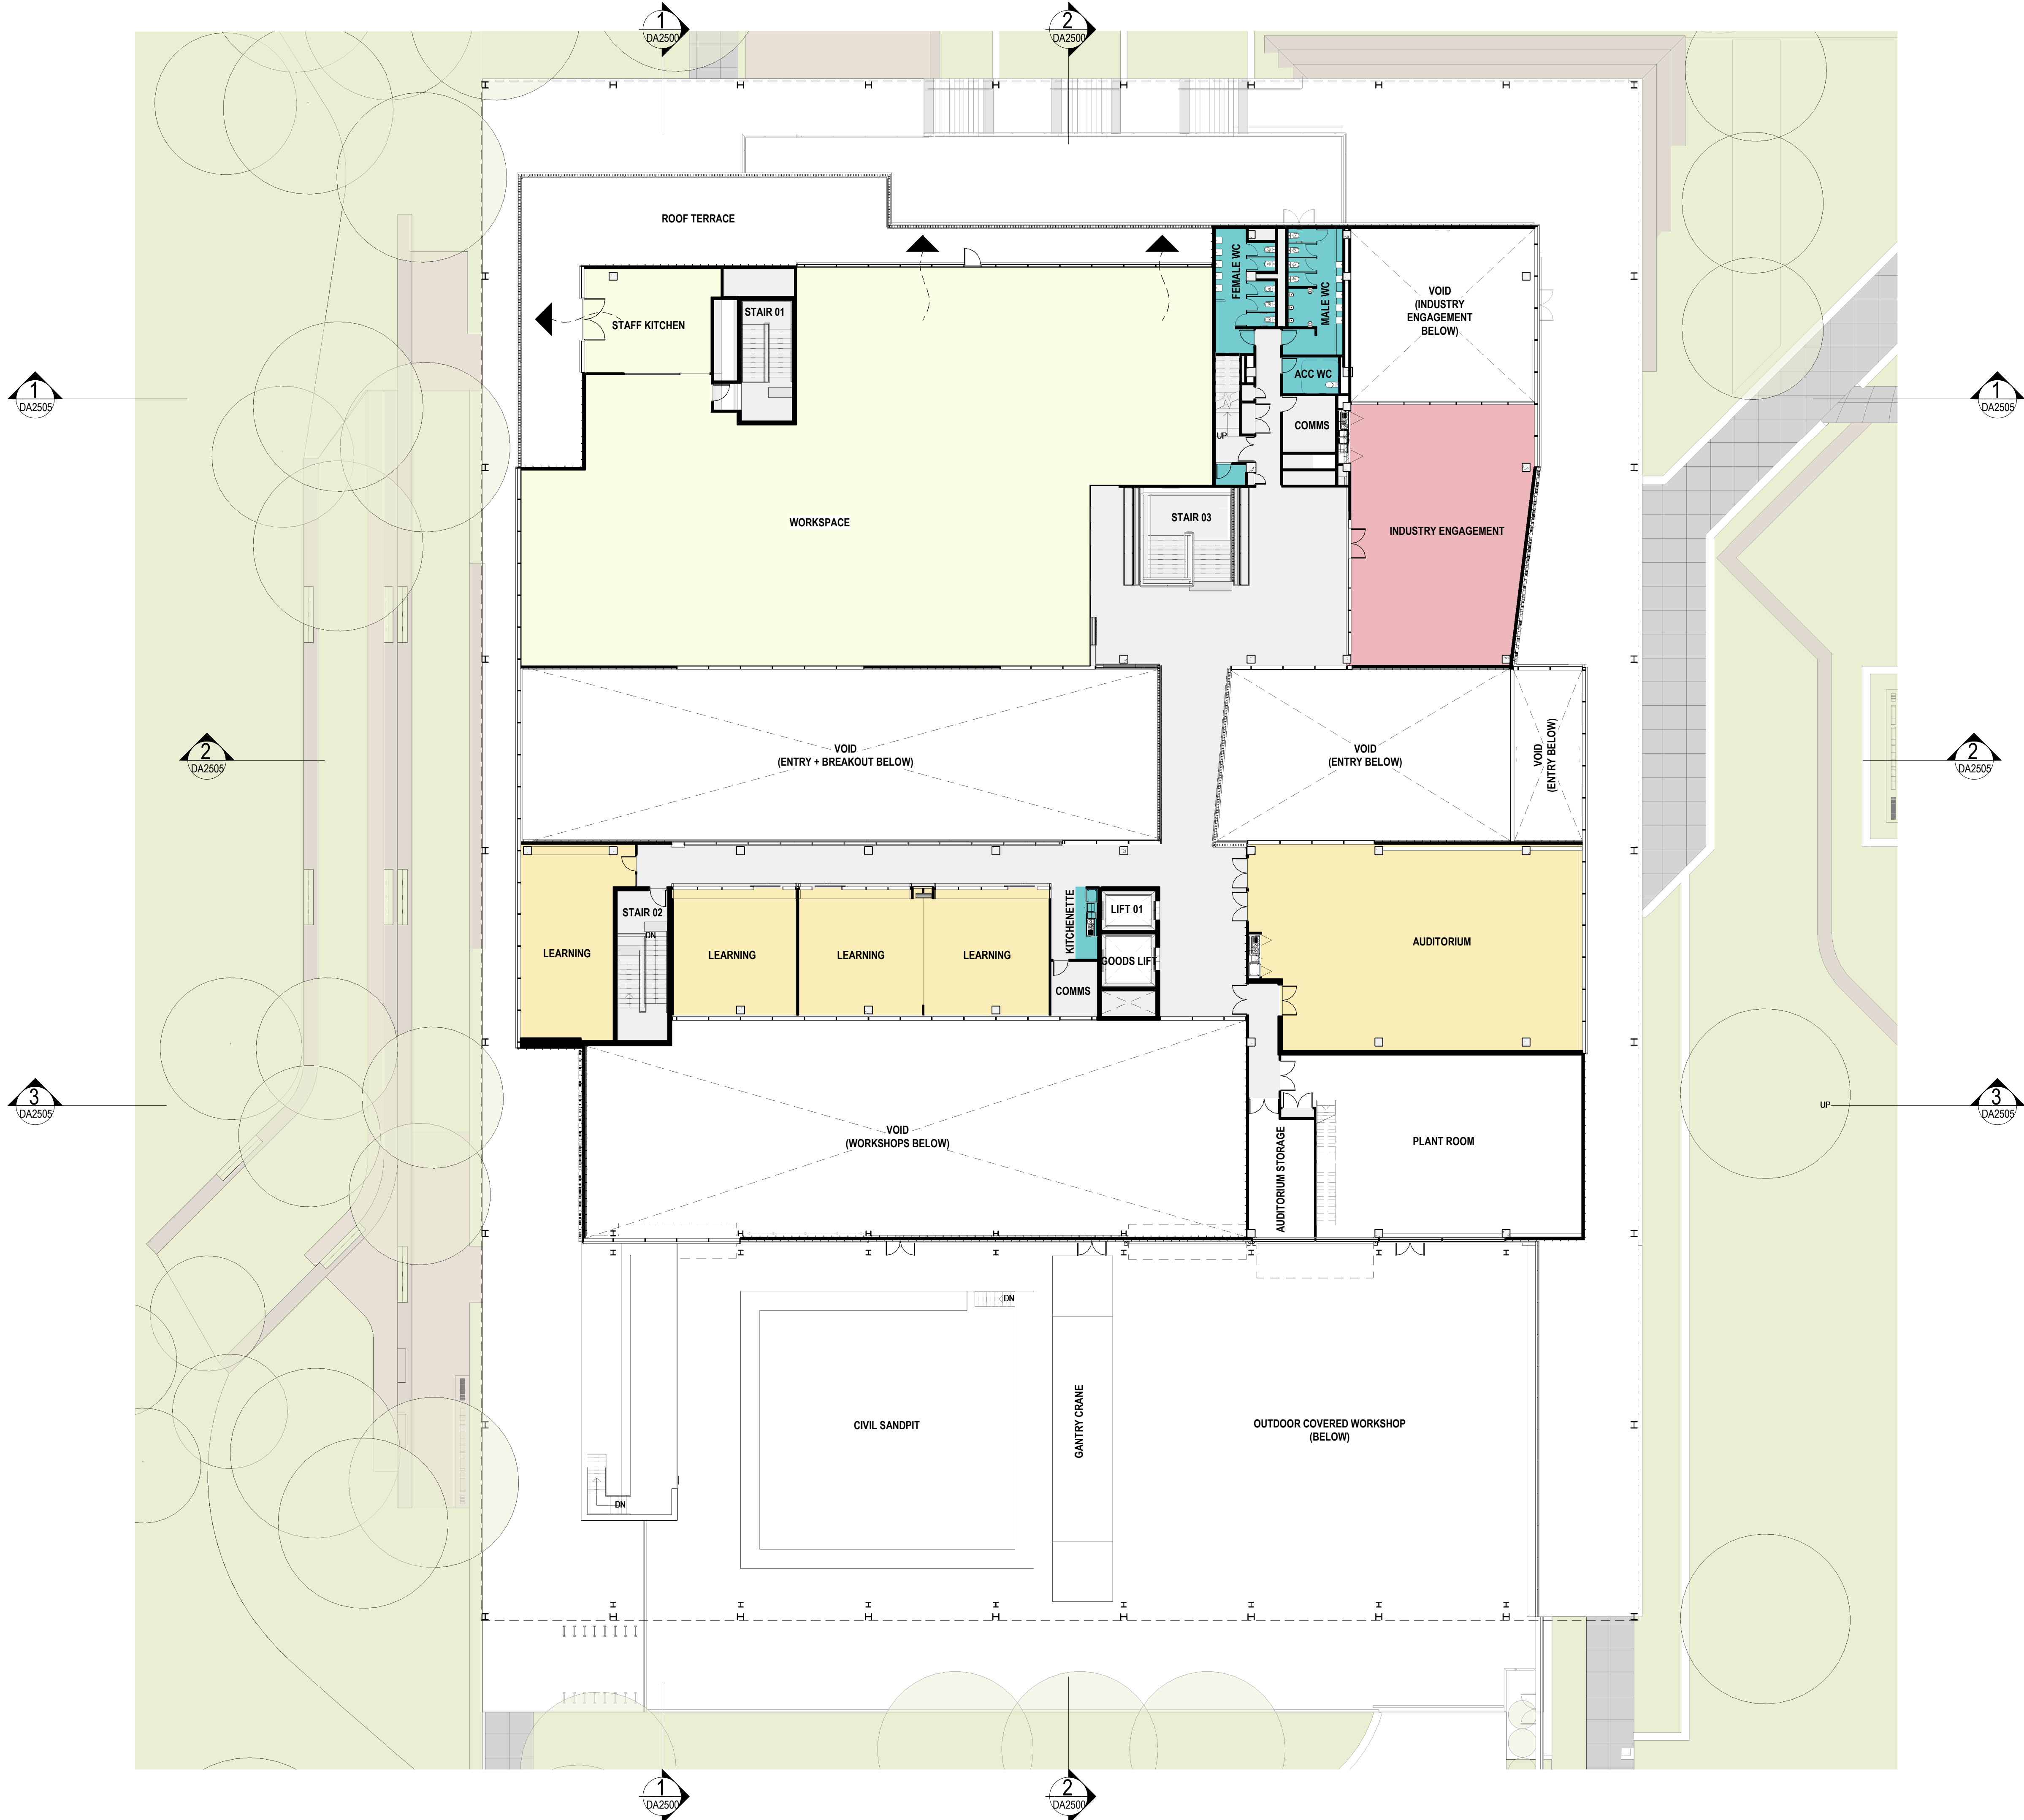 1
DA2500
2
DA2500
ROOF TERRACE
FEMALE WC
MALE WC
VOID
(INDUSTRY
ENGAGEMENT
BELOW)
STAIR 01
STAFF KITCHEN
ACC WC
1
DA2505
1
DA2505
COMMS
UP
WORKSPACE
STAIR 03
INDUSTRY ENGAGEMENT
2
DA2505
VOID
(ENTRY + BREAKOUT BELOW)
VOID
(ENTRY BELOW)
VOID
(ENTRY BELOW)
2
DA2505
STAIR 02
DN
KITCHENETTE
LIFT 01
LEARNING
LEARNING
LEARNING
LEARNING
GOODS LIFT
AUDITORIUM
COMMS
3
DA2505
UP
3
DA2505
VOID
(WORKSHOPS BELOW)
AUDITORIUM STORAGE
PLANT ROOM
DN
CIVIL SANDPIT
GANTRY CRANE
OUTDOOR COVERED WORKSHOP
(BELOW)
DN
1
DA2500
2
DA2500